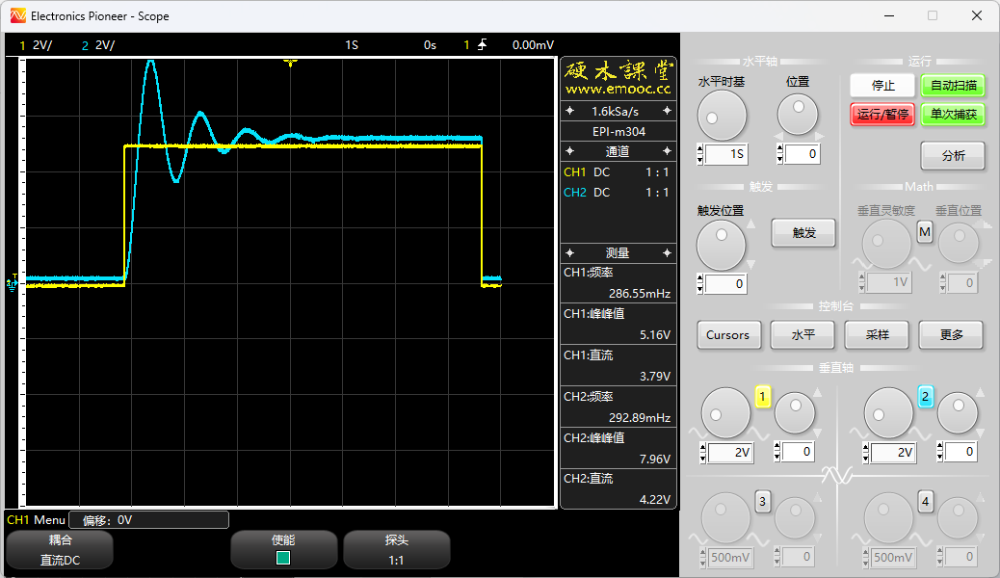 Electronics Pioneer - Scope
1 2V/ 2 2V/ 1S 0s 1 0.00mV
硬木課堂
www.emooc.cc
1.6kSa/s
EPI-m304
通道
CH1 DC 1 : 1
CH2 DC 1 : 1
测量
CH1:频率
286.55mHz
CH1:峰峰值
5.16V
CH1:直流
3.79V
CH2:频率
292.89mHz
CH2:峰峰值
7.96V
CH2:直流
4.22V
T
CH1 Menu 偏移: 0V
耦合
直流DC
使能
探头
1:1
水平轴
水平时基 位置
1S 0
运行
停止 自动扫描
运行/暂停 单次捕获
分析
触发
触发位置
触发
0
Math
垂直灵敏度 垂直位置
M
1V 0
控制台
Cursors 水平 采样 更多
垂直轴
1 2
2V 0 2V 0
3 4
500mV 0 500mV 0